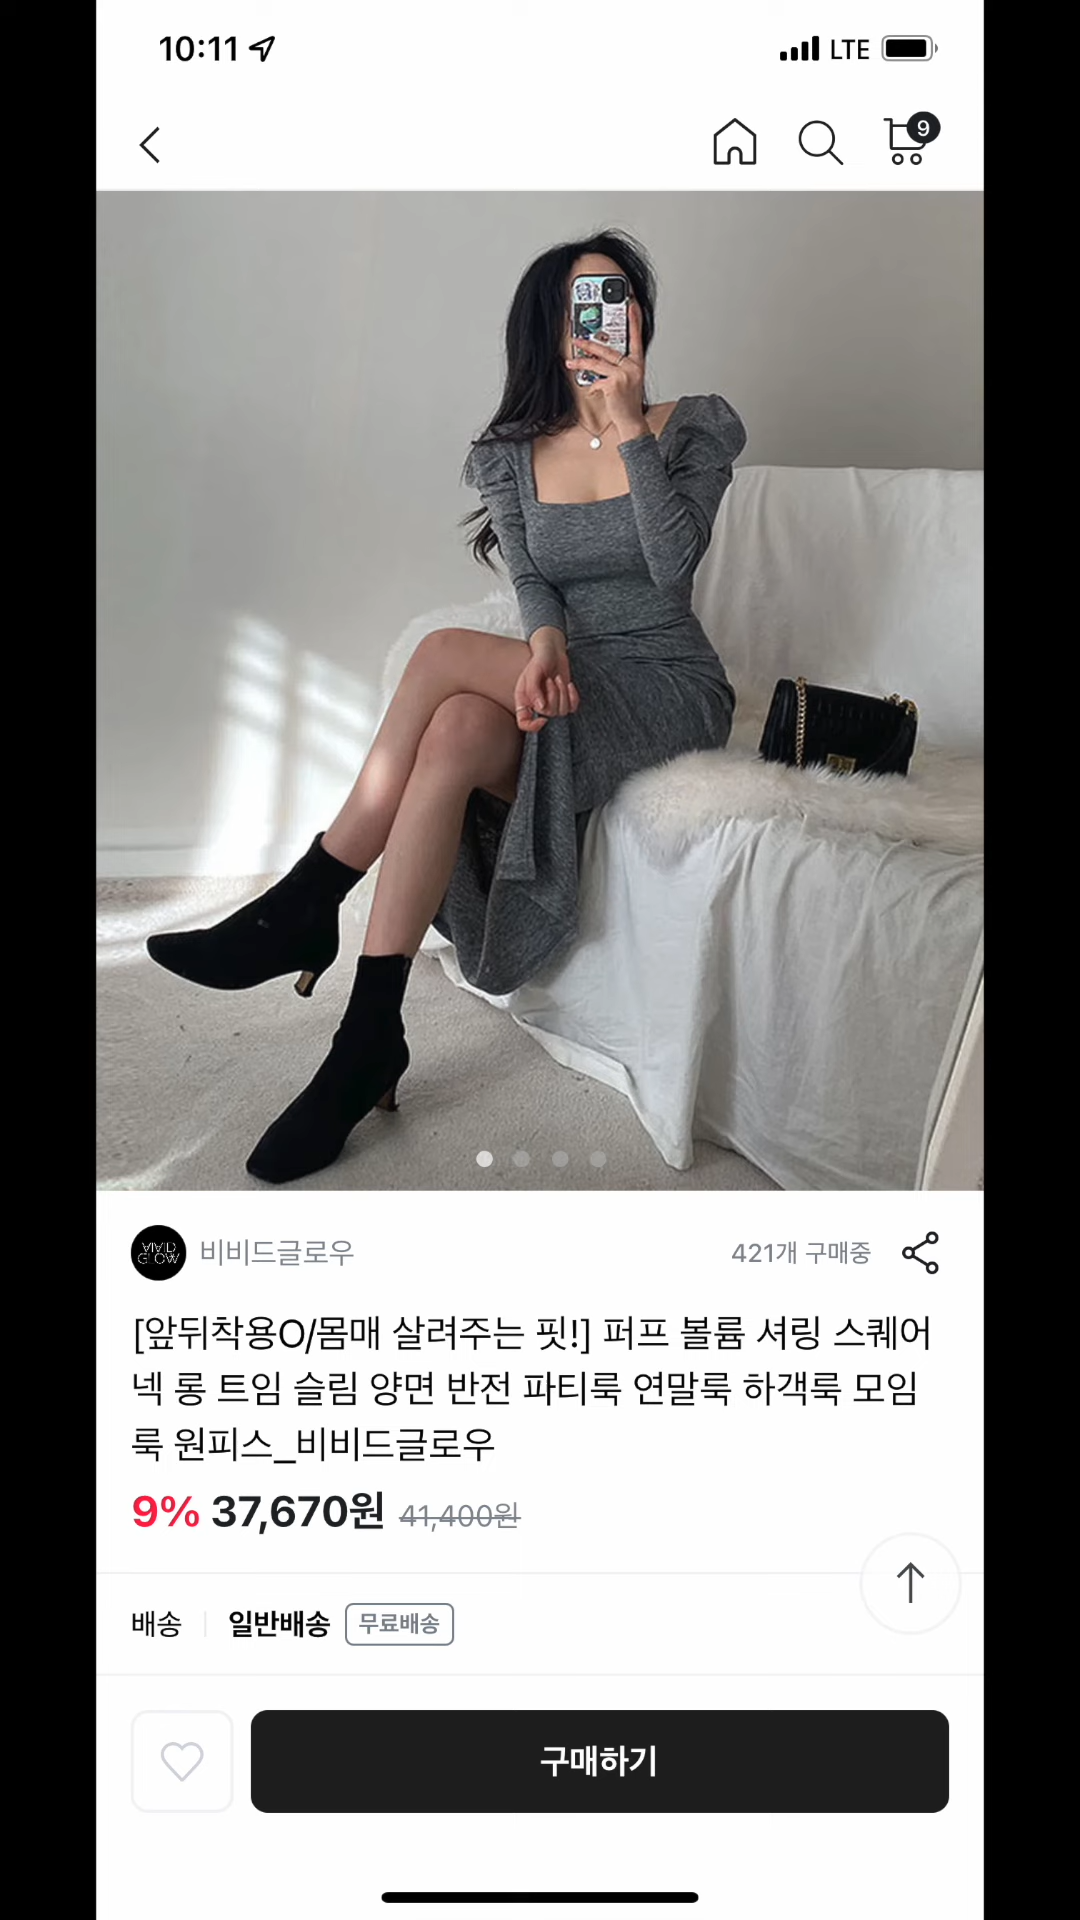 10:11
LTE
9
VIVID
GLOW
비비드글로우
421개 구매중
[앞뒤착용O/몸매 살려주는 핏!] 퍼프 볼륨 셔링 스퀘어
넥 롱 트임 슬림 양면 반전 파티룩 연말룩 하객룩 모임
룩 원피스_비비드글로우
9% 37,670원 41,400원
배송 일반배송 무료배송
구매하기